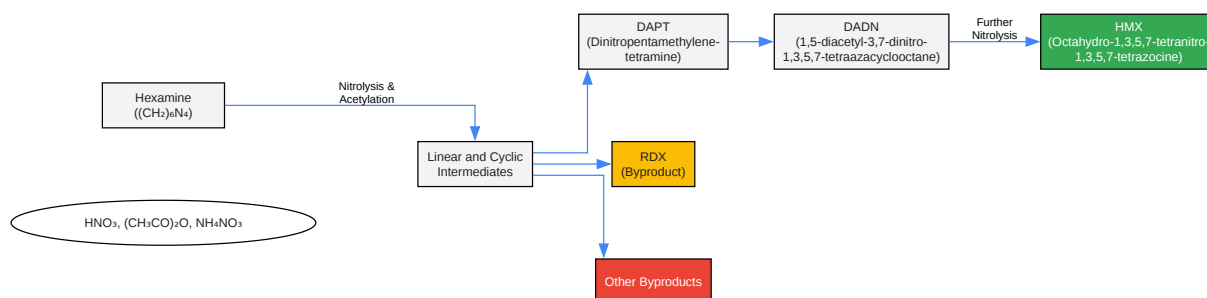 DAPT
(Dinitropentamethylene-
tetramine)
DADN
(1,5-diacetyl-3,7-dinitro-
1,3,5,7-tetraazacyclooctane)
Further
Nitrolysis
HMX
(Octahydro-1,3,5,7-tetranitro-
1,3,5,7-tetrazocine)
Hexamine
((CH₂)₆N₄)
Nitrolysis &
Acetylation
Linear and Cyclic
Intermediates
RDX
(Byproduct)
HNO₃, (CH₃CO)₂O, NH₄NO₃
Other Byproducts